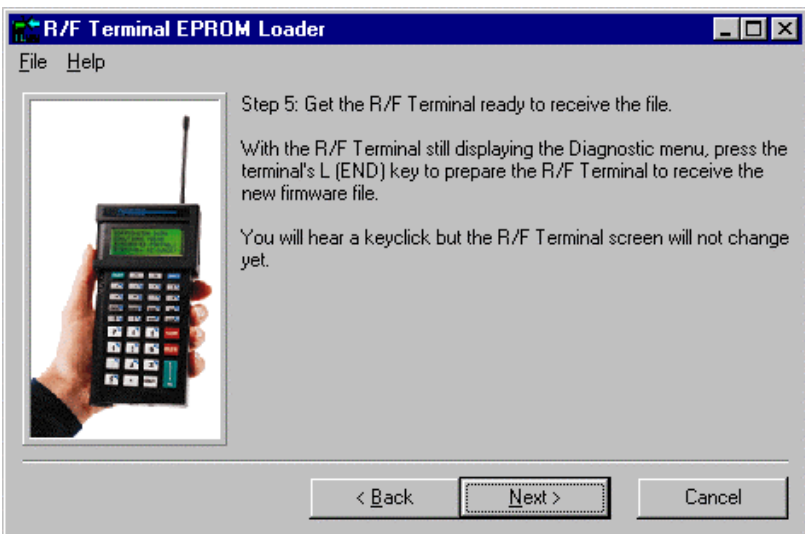 R/F Terminal EPROM Loader
File Help
Step 5: Get the R/F Terminal ready to receive the file.
With the R/F Terminal still displaying the Diagnostic menu, press the
terminal's L (END) key to prepare the R/F Terminal to receive the
new firmware file.
You will hear a keyclick but the R/F Terminal screen will not change
yet.
< Back Next > Cancel